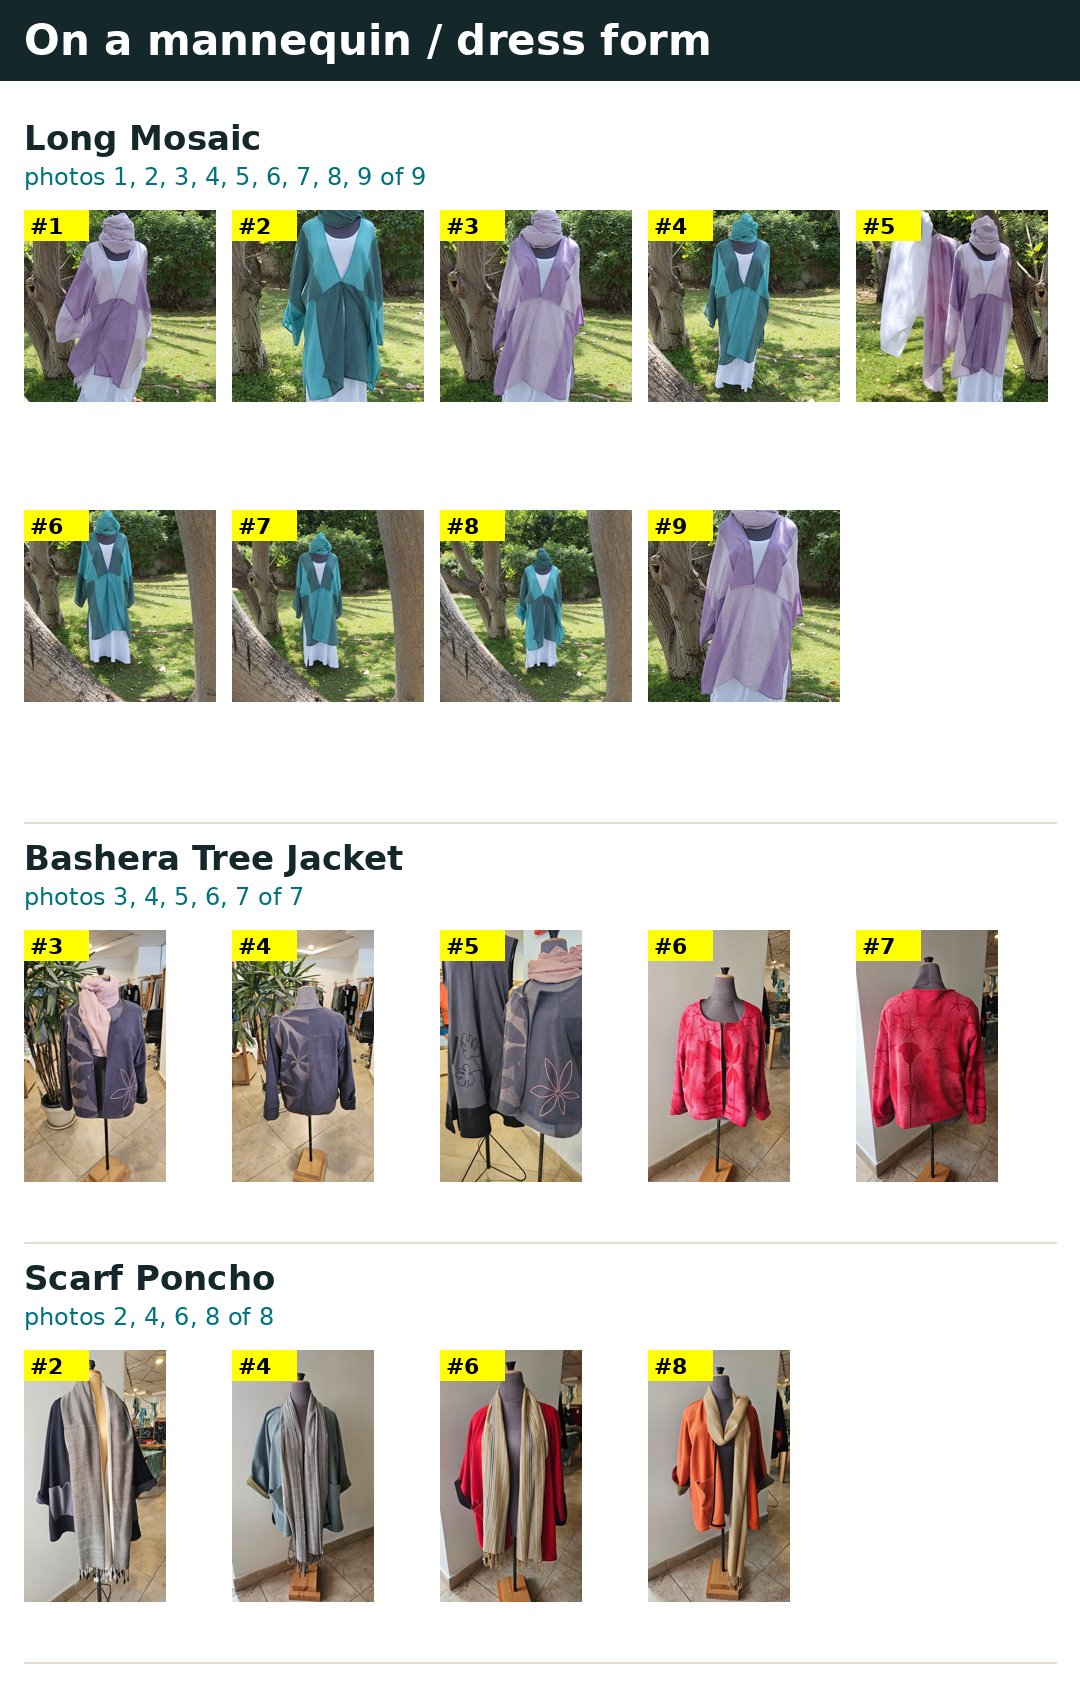 On a mannequin / dress form
Long Mosaic
photos 1, 2, 3, 4, 5, 6, 7, 8, 9 of 9
#1 #2 #3 #4 #5
#6 #7 #8 #9
Bashera Tree Jacket
photos 3, 4, 5, 6, 7 of 7
#3 #4 #5 #6 #7
Scarf Poncho
photos 2, 4, 6, 8 of 8
#2 #4 #6 #8